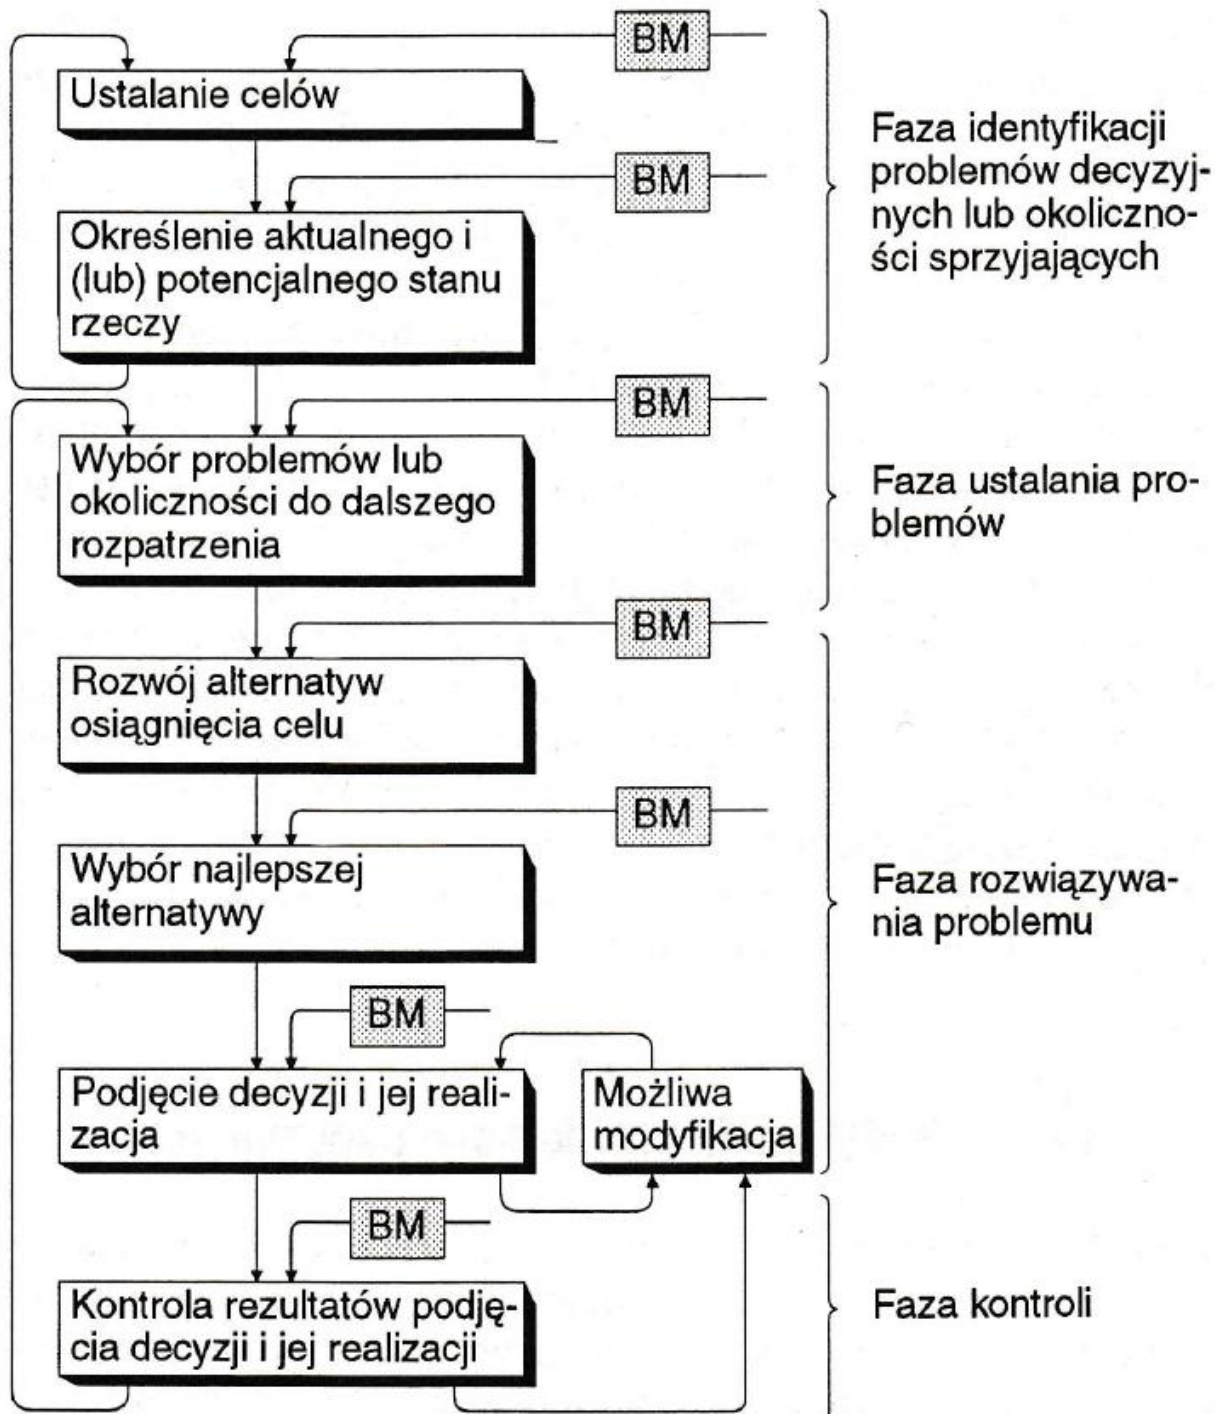 BM
Ustalanie celów
BM
Określenie aktualnego i
(lub) potencjalnego stanu
rzeczy
Faza identyfikacji
problemów decyzyj-
nych lub okoliczno-
ści sprzyjających
BM
Wybór problemów lub
okoliczności do dalszego
rozpatrzenia
Faza ustalania pro-
blemów
BM
Rozwój alternatyw
osiągnięcia celu
BM
Wybór najlepszej
alternatywy
Faza rozwiązywa-
nia problemu
BM
Podjęcie decyzji i jej reali-
zacja
Możliwa
modyfikacja
BM
Kontrola rezultatów podję-
cia decyzji i jej realizacji
Faza kontroli